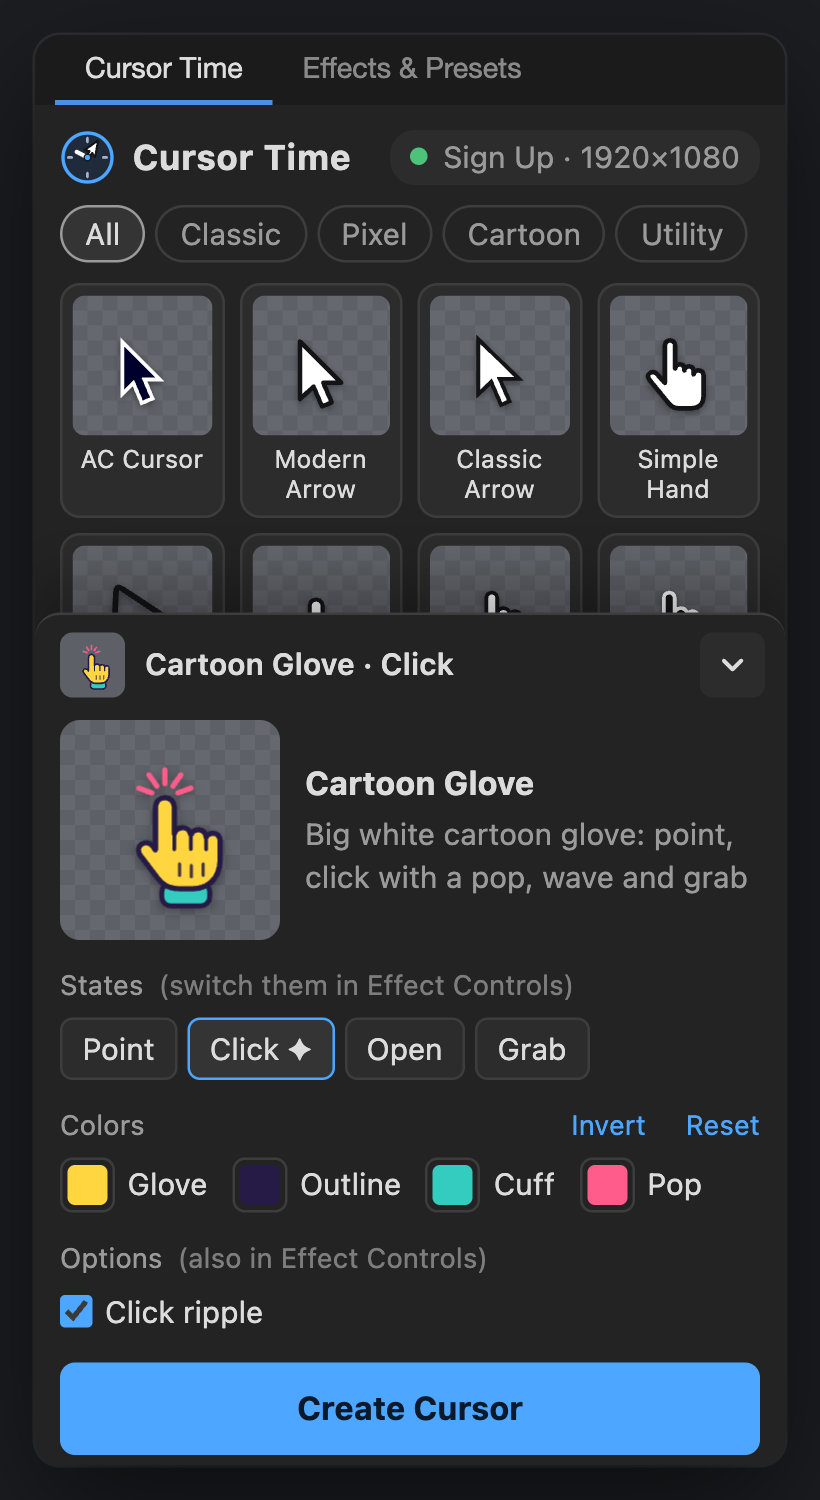 Cursor Time
Effects & Presets
Cursor Time
Sign Up · 1920×1080
All
Classic
Pixel
Cartoon
Utility
AC Cursor
Modern
Arrow
Classic
Arrow
Simple
Hand
Cartoon Glove · Click
Cartoon Glove
Big white cartoon glove: point,
click with a pop, wave and grab
States (switch them in Effect Controls)
Point
Click ✦
Open
Grab
Colors
Invert
Reset
Glove
Outline
Cuff
Pop
Options (also in Effect Controls)
Click ripple
Create Cursor